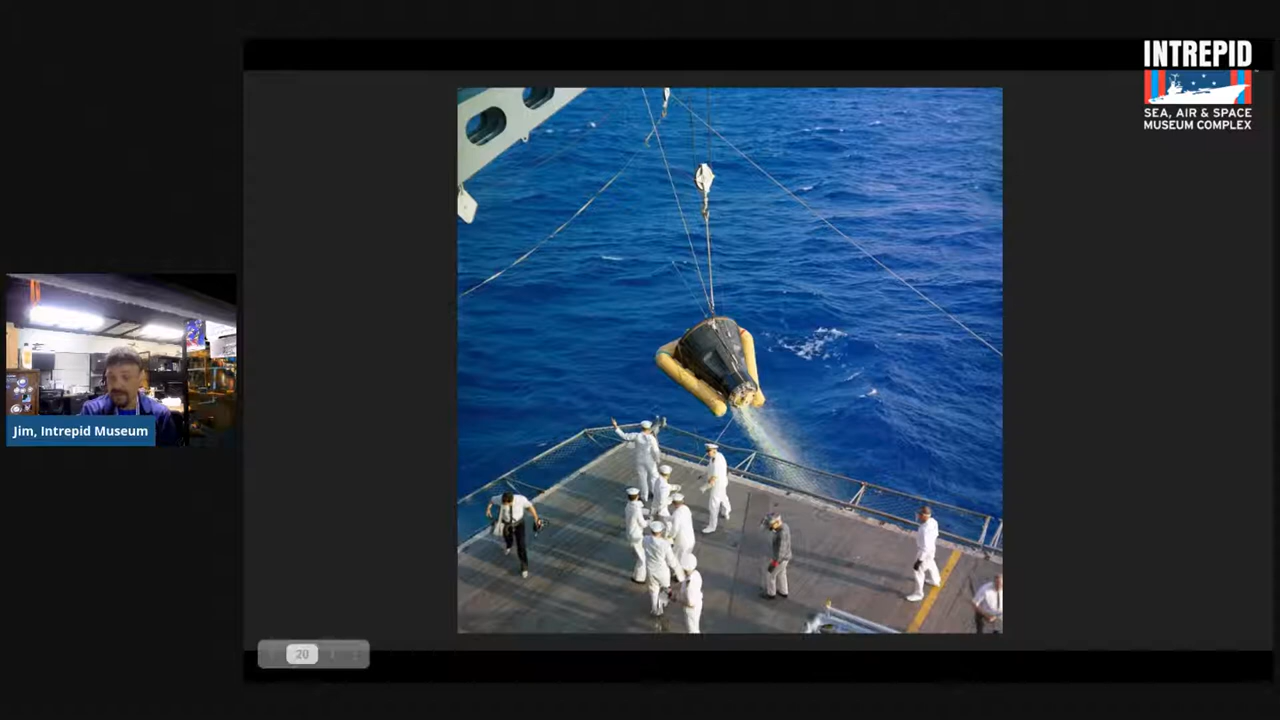 INTREPID
SEA, AIR & SPACE
MUSEUM COMPLEX
Jim, Intrepid Museum
20